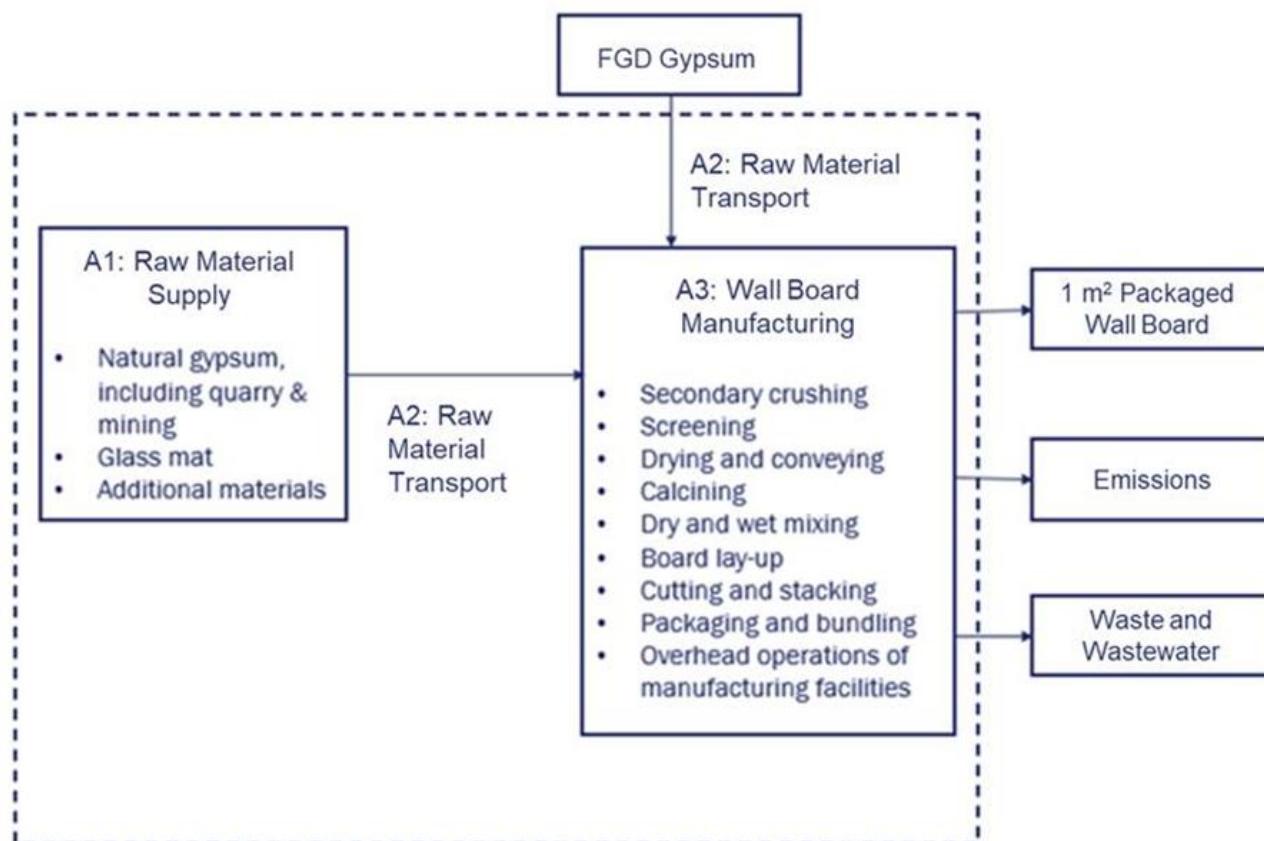 FGD Gypsum
A2: Raw Material
Transport
A1: Raw Material
Supply
• Natural gypsum,
including quarry &
mining
• Glass mat
• Additional materials
A2: Raw
Material
Transport
A3: Wall Board
Manufacturing
• Secondary crushing
• Screening
• Drying and conveying
• Calcining
• Dry and wet mixing
• Board lay-up
• Cutting and stacking
• Packaging and bundling
• Overhead operations of
manufacturing facilities
1 m² Packaged
Wall Board
Emissions
Waste and
Wastewater